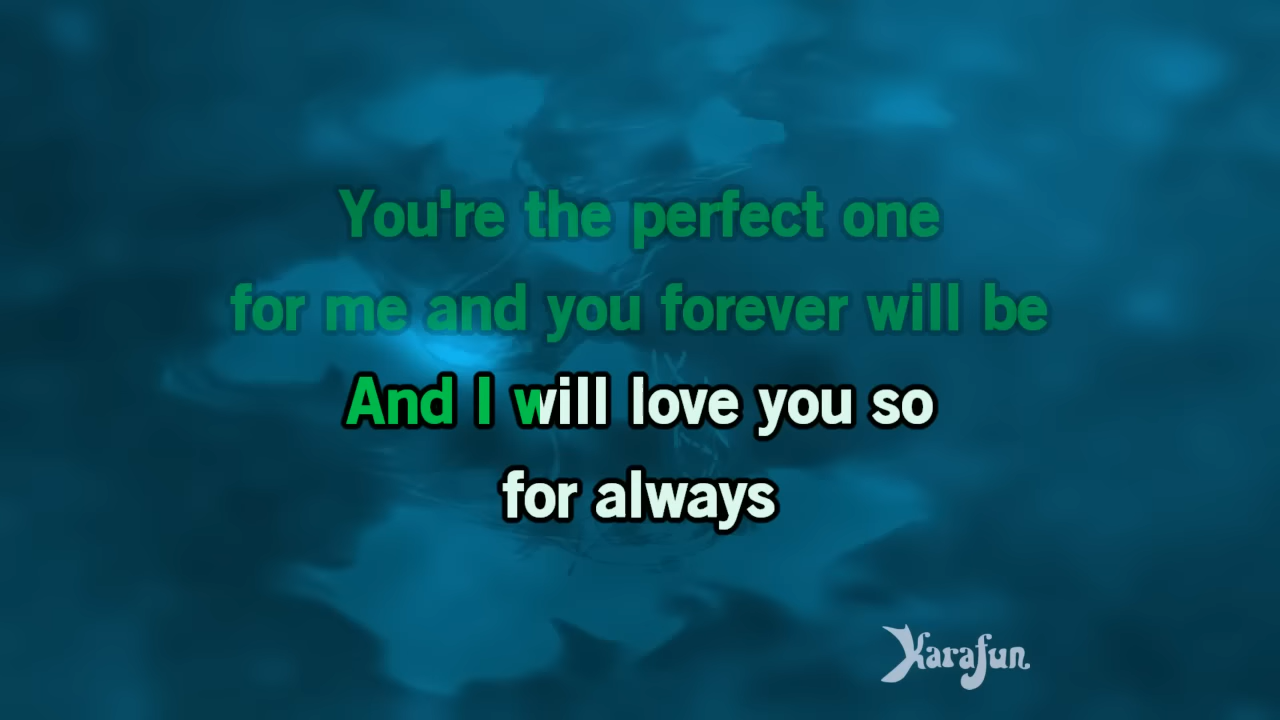 You're the perfect one
for me and you forever will be
And I will love you so
for always
Karafun